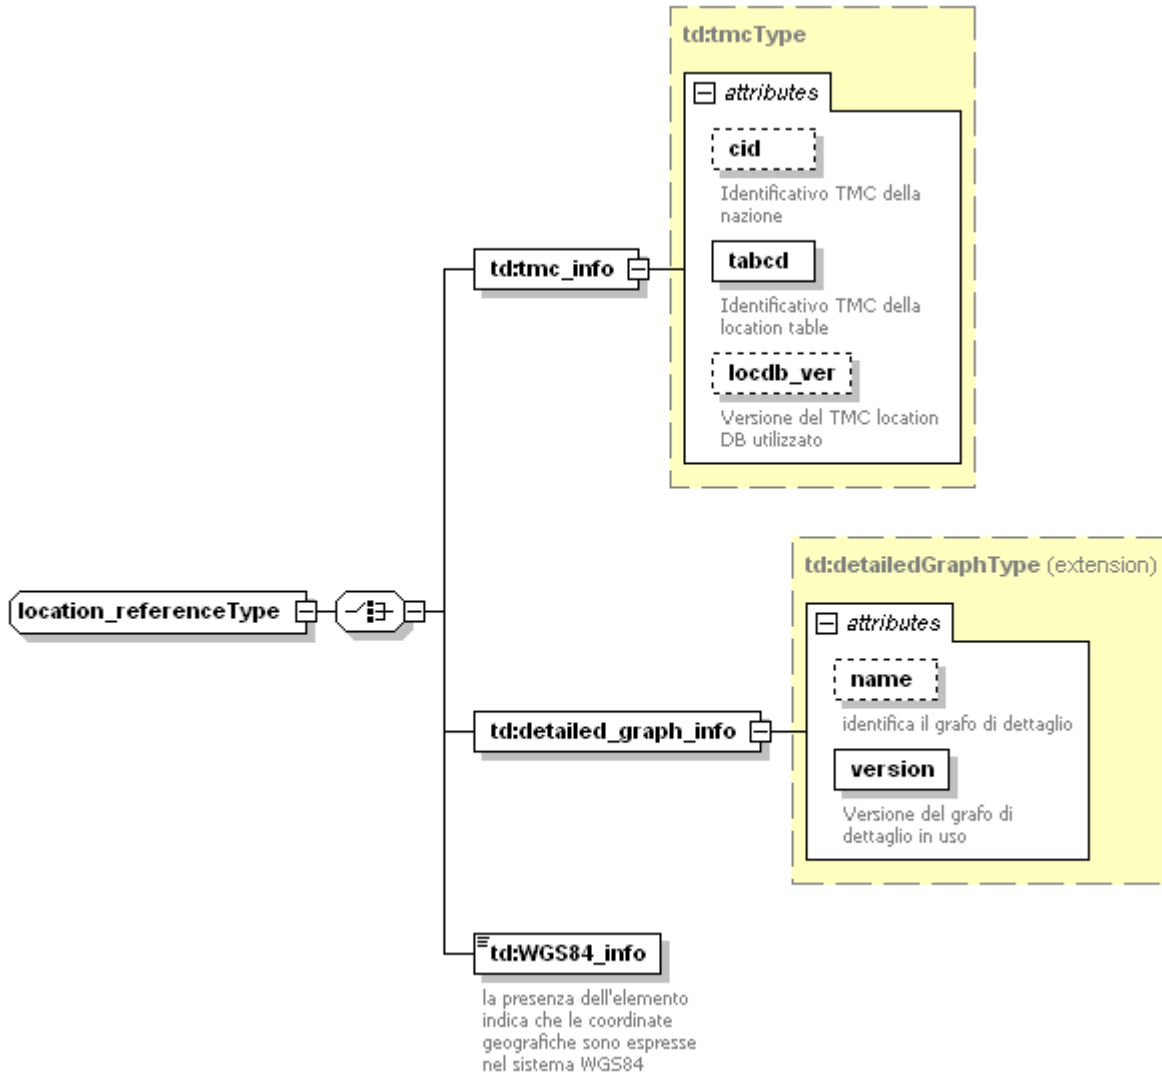 td:tmcType
attributes
cid
Identificativo TMC della
nazione
td:tmc_info
tabcd
Identificativo TMC della
location table
locdb_ver
Versione del TMC location
DB utilizzato
td:detailedGraphType (extension)
location_referenceType
attributes
name
identifica il grafo di dettaglio
td:detailed_graph_info
version
Versione del grafo di
dettaglio in uso
td:WGS84_info
la presenza dell'elemento
indica che le coordinate
geografiche sono espresse
nel sistema WGS84